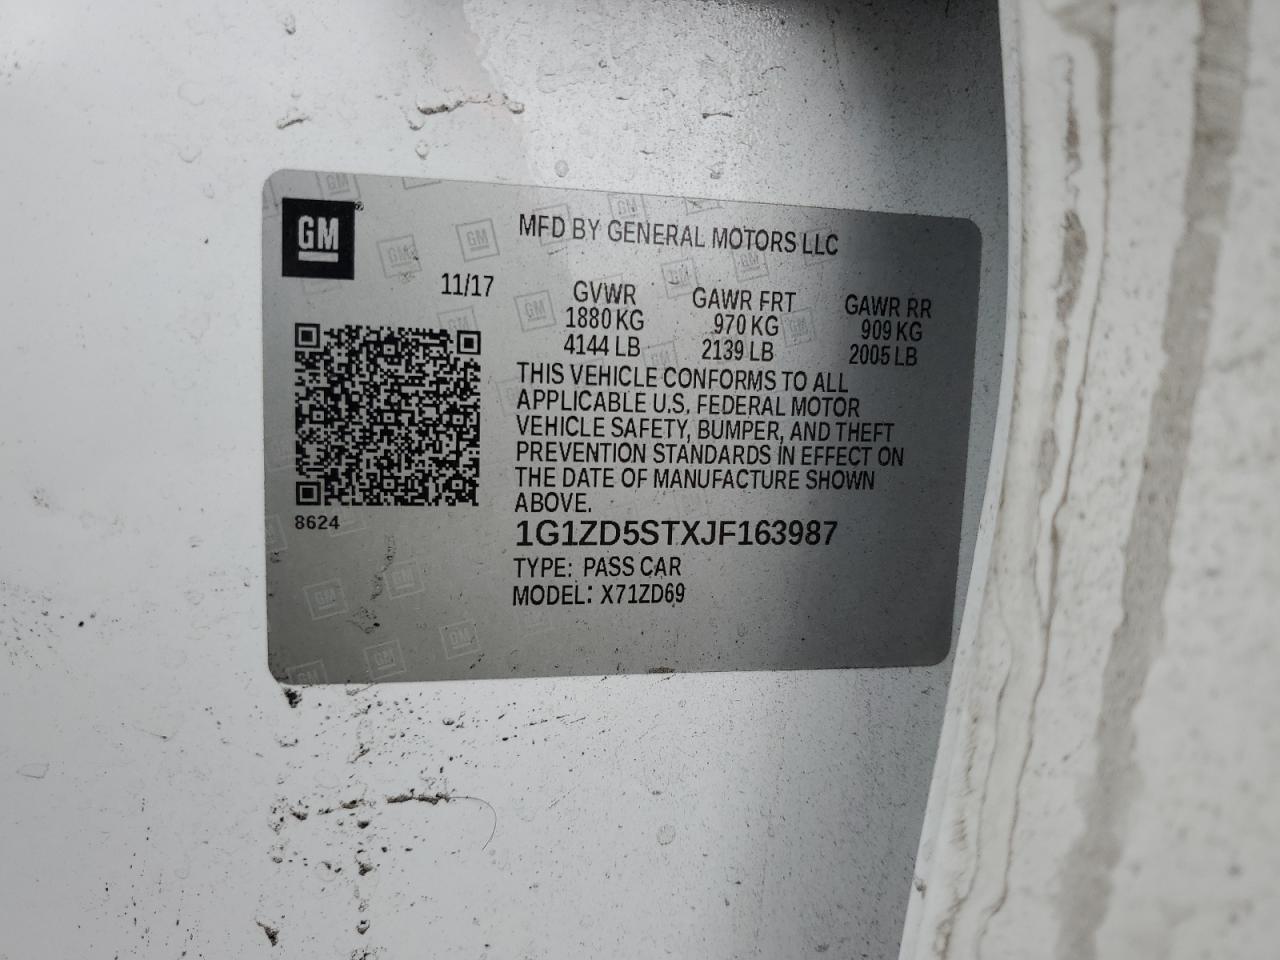 GM
MFD BY GENERAL MOTORS LLC
11/17
GVWR GAWR FRT GAWR RR
1880 KG 970 KG 909 KG
4144 LB 2139 LB 2005 LB
THIS VEHICLE CONFORMS TO ALL
APPLICABLE U.S. FEDERAL MOTOR
VEHICLE SAFETY, BUMPER, AND THEFT
PREVENTION STANDARDS IN EFFECT ON
THE DATE OF MANUFACTURE SHOWN
ABOVE.
8624
1G1ZD5STXJF163987
TYPE: PASS CAR
MODEL: X71ZD69